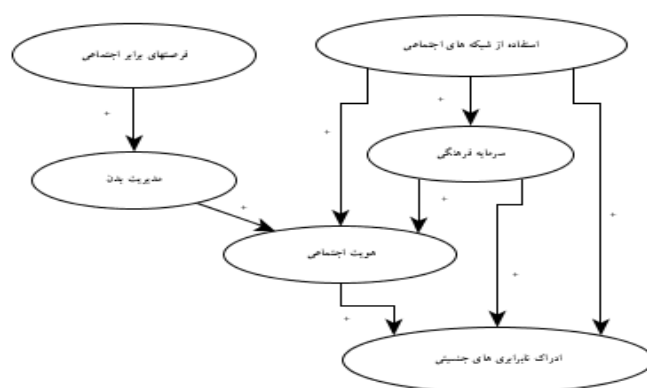 استفاده از شبکه های اجتماعی
فرصتهای برابر اجتماعی
+
+
+
+
سرمایه فرهنگی
مدیریت بدن
+
+
هویت اجتماعی
+
+
ادراک نابرابری های جنسیتی